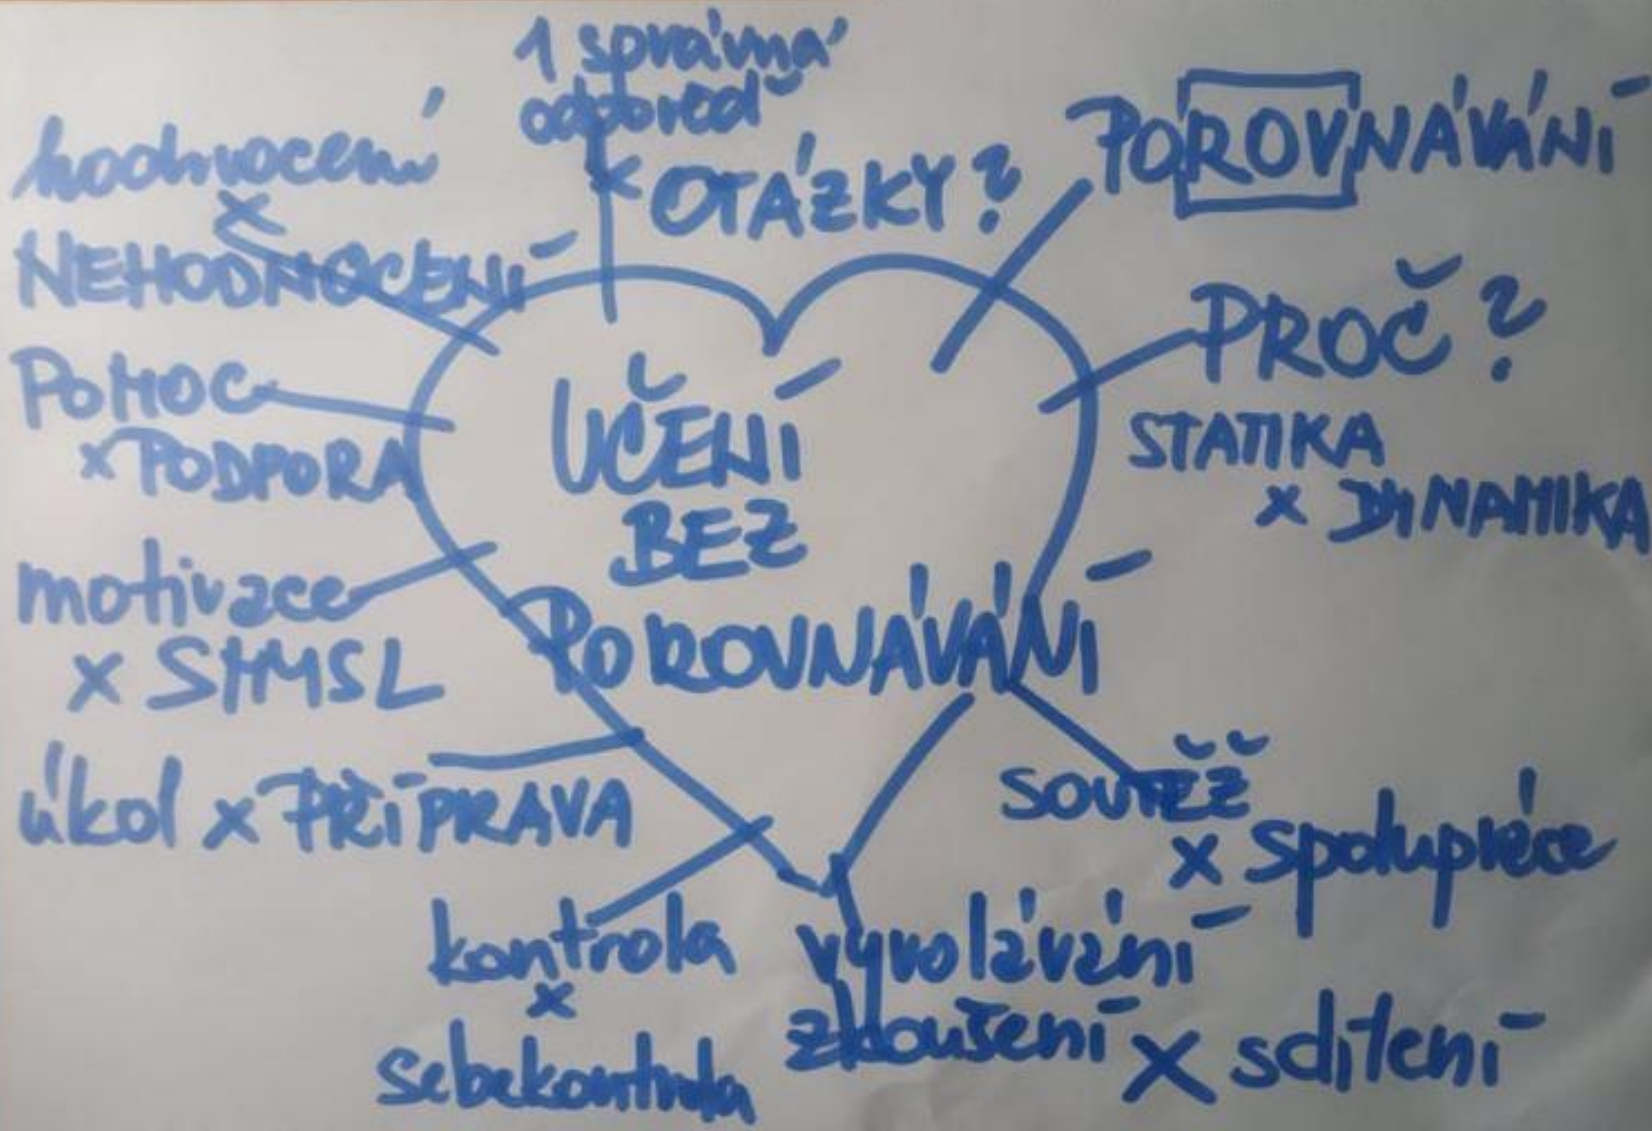 1 správná
odpověď
x OTÁZKY?
POROVNÁVÁNÍ
hodnocení
x
NEHODNOCENÍ
PROČ?
STATIKA
x DYNAMIKA
POMOC
x PODPORA
UČENÍ
BEZ
POROVNÁVÁNÍ
motivace
x SMYSL
úkol x PŘÍPRAVA
SOUTĚŽ
x spolupráce
kontrola
x
sebekontrola
vyvolávání
zkoušení x sdílení